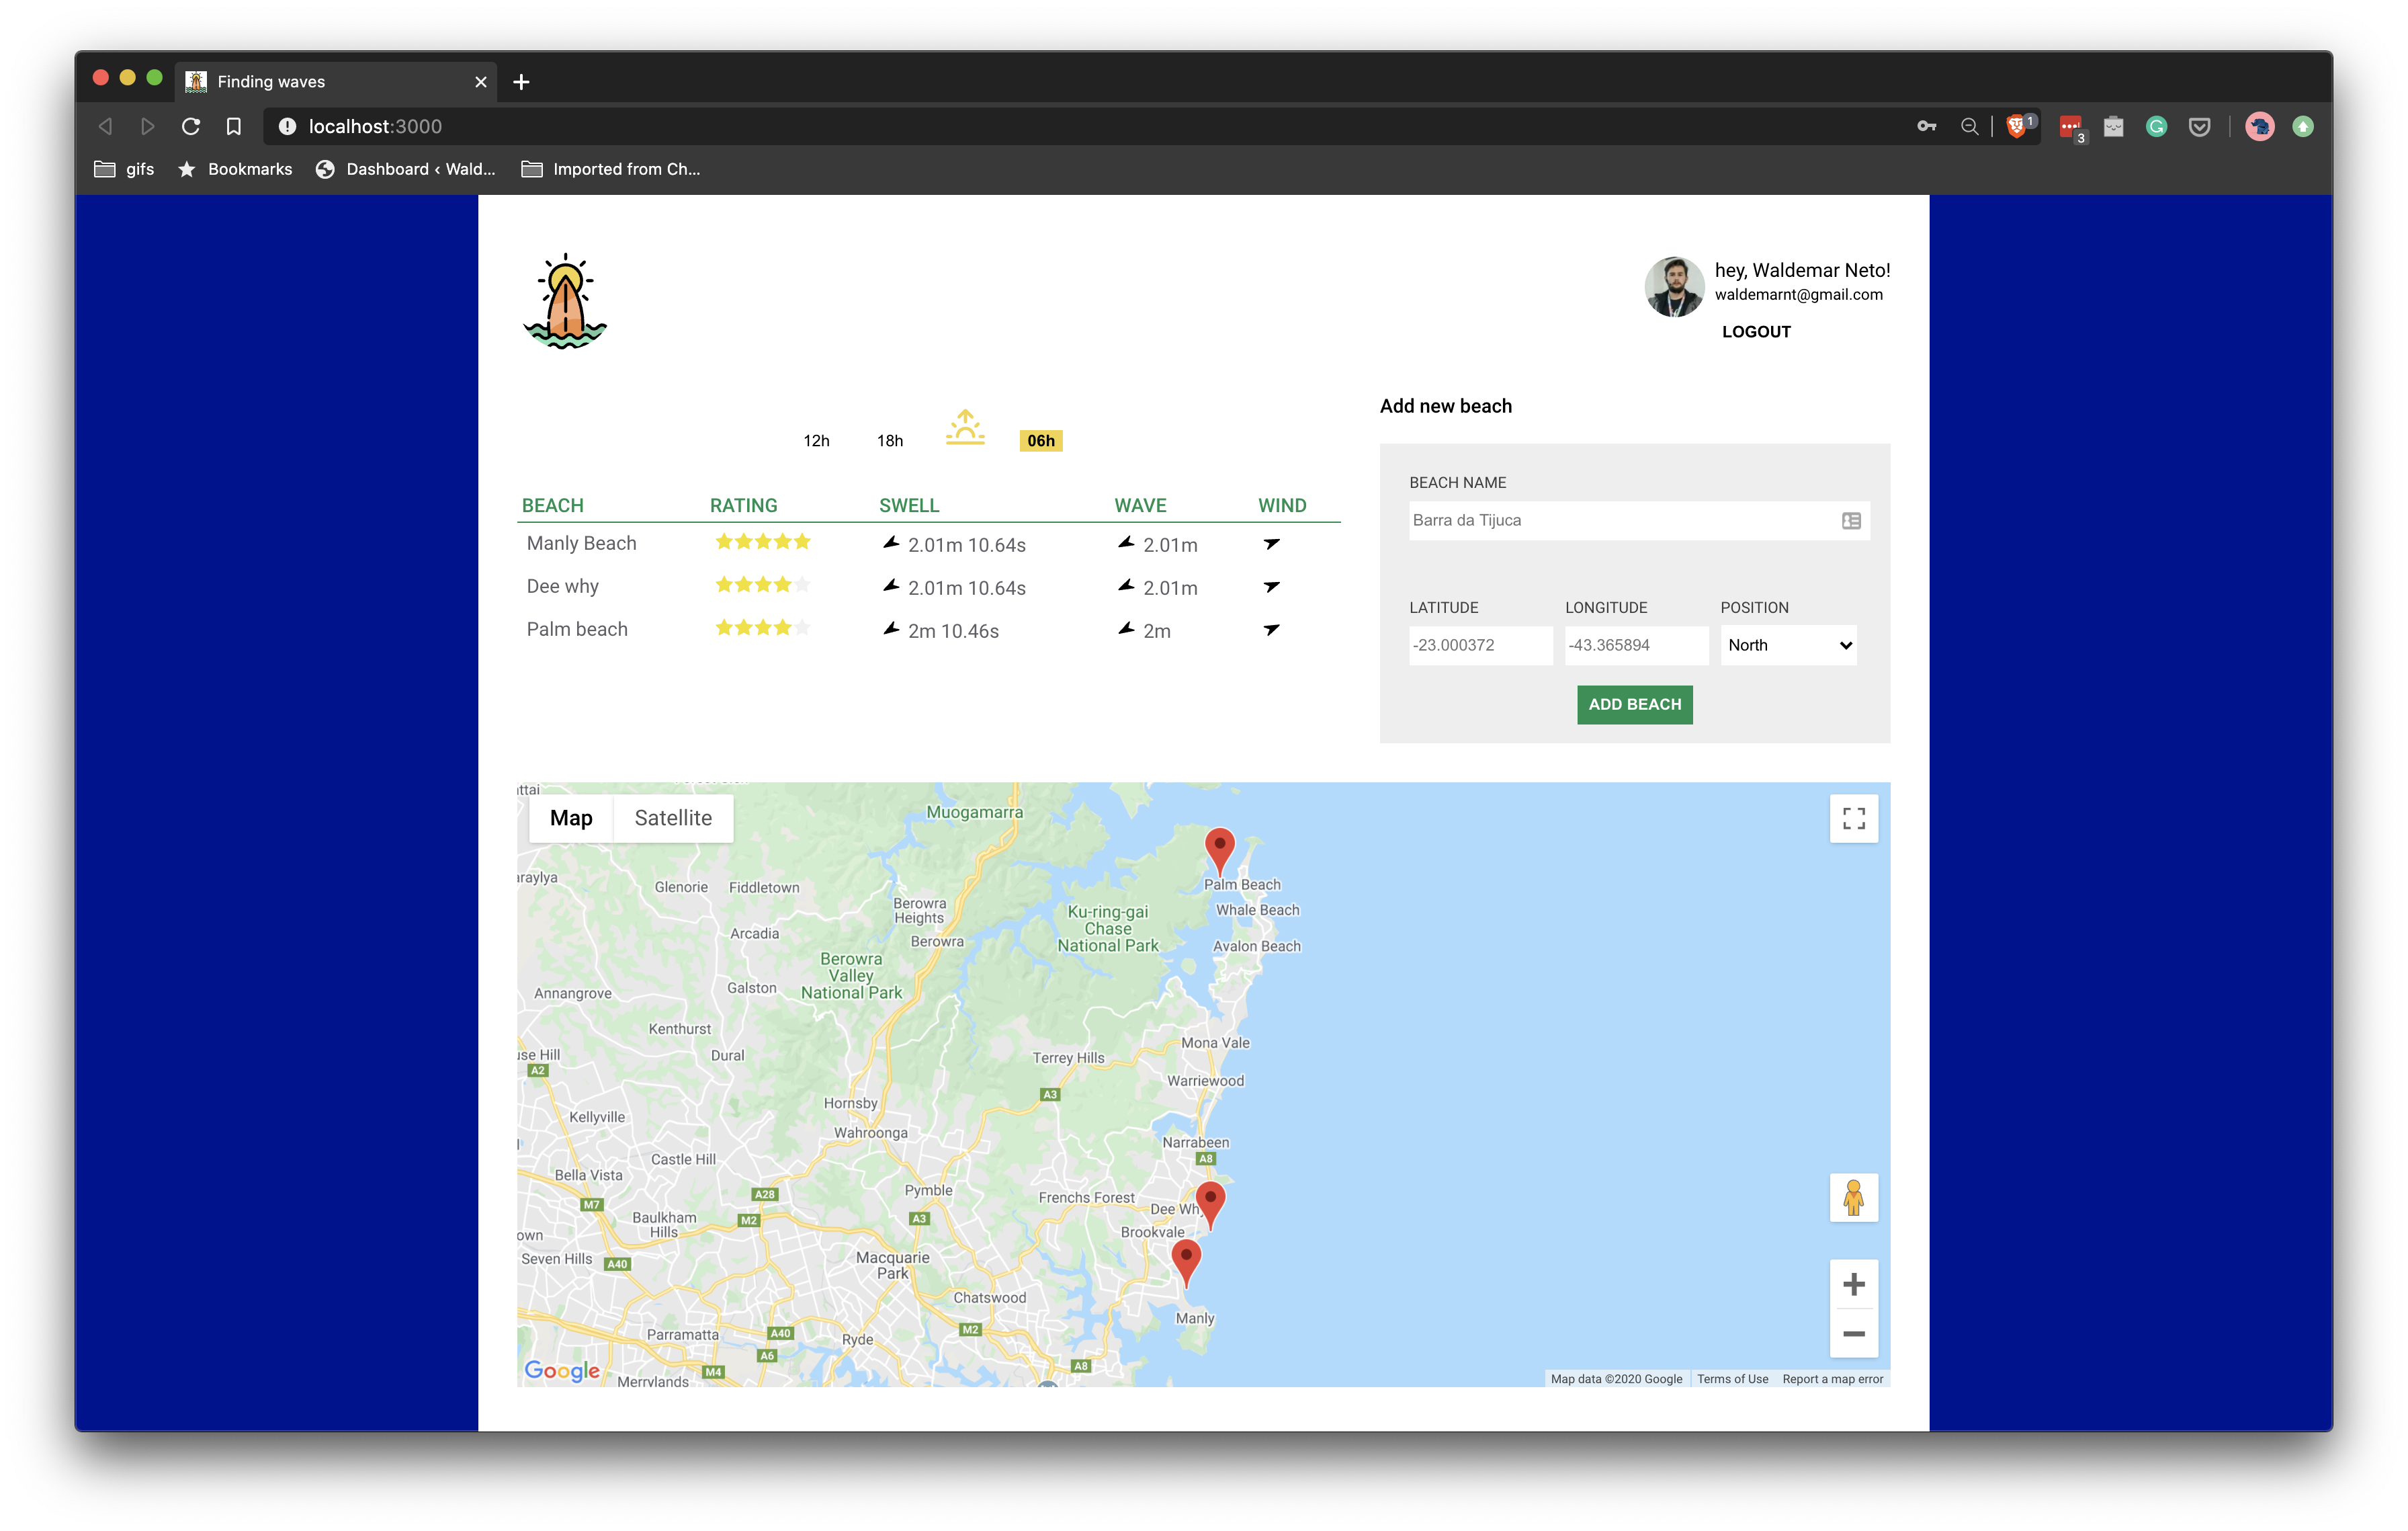 Finding waves
localhost:3000
1
3
gifs
Bookmarks
Dashboard ‹ Wald...
Imported from Ch...
hey, Waldemar Neto!
waldemarnt@gmail.com
LOGOUT
12h 18h 06h
BEACH RATING SWELL WAVE WIND
Manly Beach 2.01m 10.64s 2.01m
Dee why 2.01m 10.64s 2.01m
Palm beach 2m 10.46s 2m
Add new beach
BEACH NAME
Barra da Tijuca
LATITUDE LONGITUDE POSITION
-23.000372 -43.365894 North
ADD BEACH
Map Satellite
Muogamarra
Palm Beach
Glenorie
Fiddletown
Berowra
Heights
Ku-ring-gai
Chase
National Park
Whale Beach
Arcadia
Berowra
Avalon Beach
Berowra
Valley
National Park
Galston
Annangrove
Kenthurst
Mona Vale
Dural
use Hill
Terrey Hills
A2
Warriewood
A3
Hornsby
Kellyville
Wahroonga
Narrabeen
Castle Hill
A8
Bella Vista
A28
Pymble
Frenchs Forest
M7
Dee Why
Baulkham
Hills
M2
A3
Brookvale
own
Seven Hills
A40
Macquarie
Park
Chatswood
Manly
Parramatta
A40
Ryde
M2
A6
A8
M4
Merrylands
Google
Map data ©2020 Google Terms of Use Report a map error